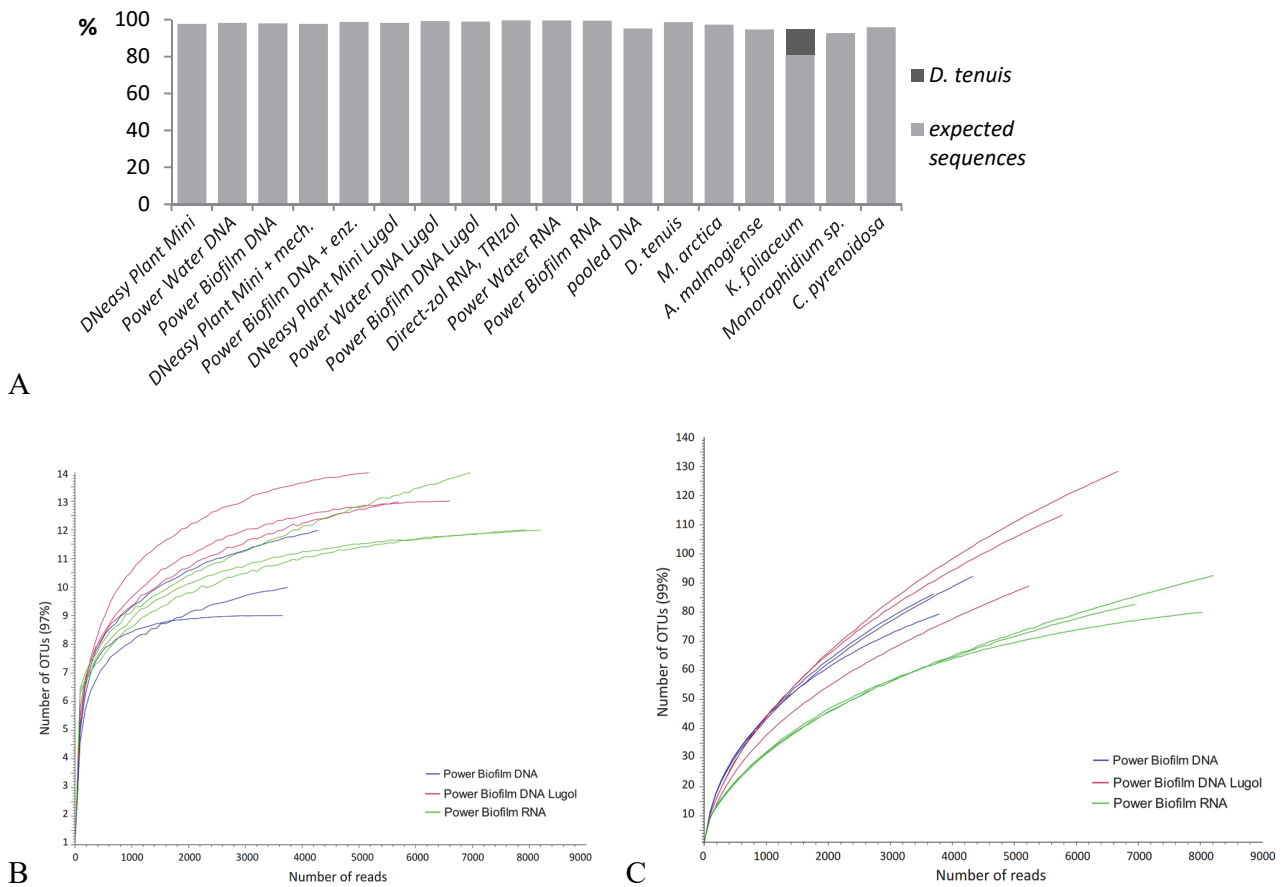 %
100
80
60
40
20
0
D. tenuis
expected
sequences
DNeasy Plant Mini
Power Water DNA
Power Biofilm DNA
DNeasy Plant Mini + mech.
Power Biofilm DNA + enz.
DNeasy Plant Mini Lugol
Power Water DNA Lugol
Power Biofilm DNA Lugol
Direct-zol RNA, TRIzol
Power Water RNA
Power Biofilm RNA
pooled DNA
D. tenuis
M. arctica
A. malmogiense
K. foliaceum
Monoraphidium sp.
C. pyrenoidosa
A
Number of OTUs (97%)
14
13
12
11
10
9
8
7
6
5
4
3
2
1
Power Biofilm DNA
Power Biofilm DNA Lugol
Power Biofilm RNA
0 1000 2000 3000 4000 5000 6000 7000 8000 9000
Number of reads
B
Number of OTUs (99%)
140
130
120
110
100
90
80
70
60
50
40
30
20
10
Power Biofilm DNA
Power Biofilm DNA Lugol
Power Biofilm RNA
0 1000 2000 3000 4000 5000 6000 7000 8000 9000
Number of reads
C